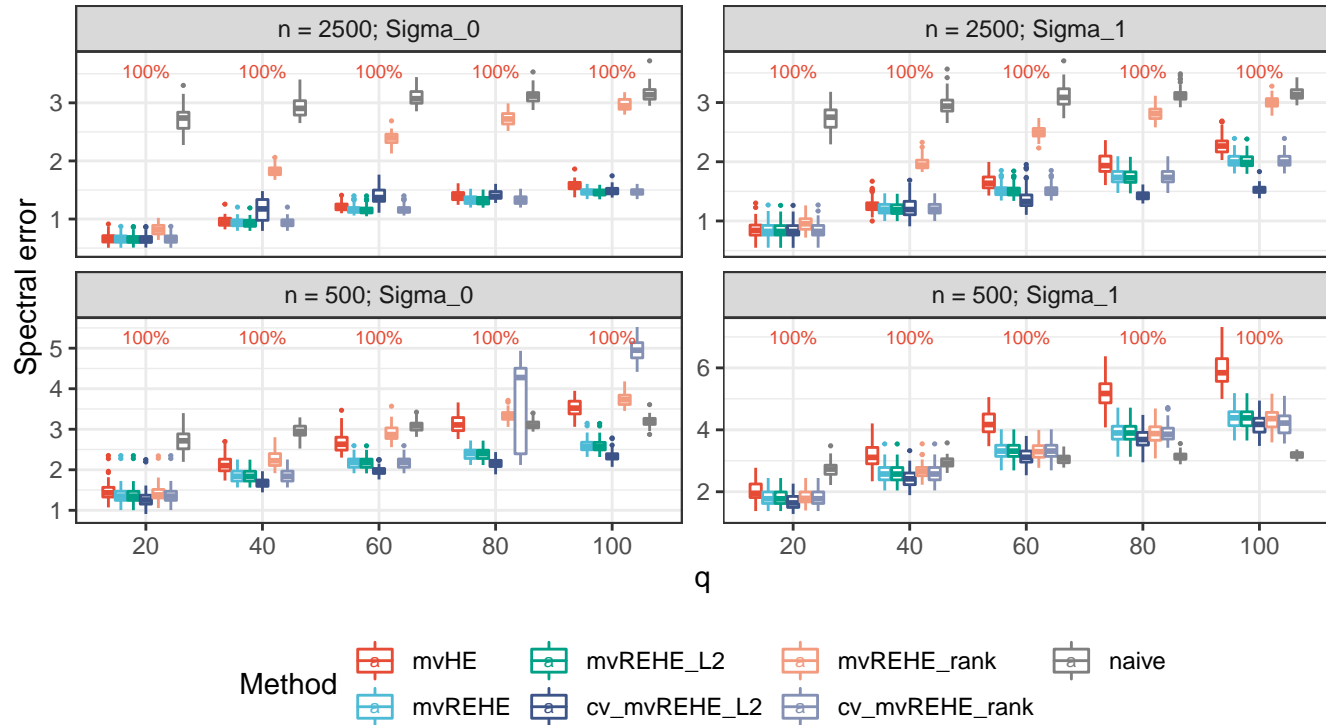 n = 2500; Sigma_0
n = 2500; Sigma_1
100% 100% 100% 100% 100%
100% 100% 100% 100% 100%
3
2
1
3
2
1
Spectral error
n = 500; Sigma_0
n = 500; Sigma_1
100% 100% 100% 100% 100%
100% 100% 100% 100% 100%
5
4
3
2
1
6
4
2
20 40 60 80 100
20 40 60 80 100
q
Method
a mvHE
a mvREHE_L2
a mvREHE_rank
a naive
a mvREHE
a cv_mvREHE_L2
a cv_mvREHE_rank